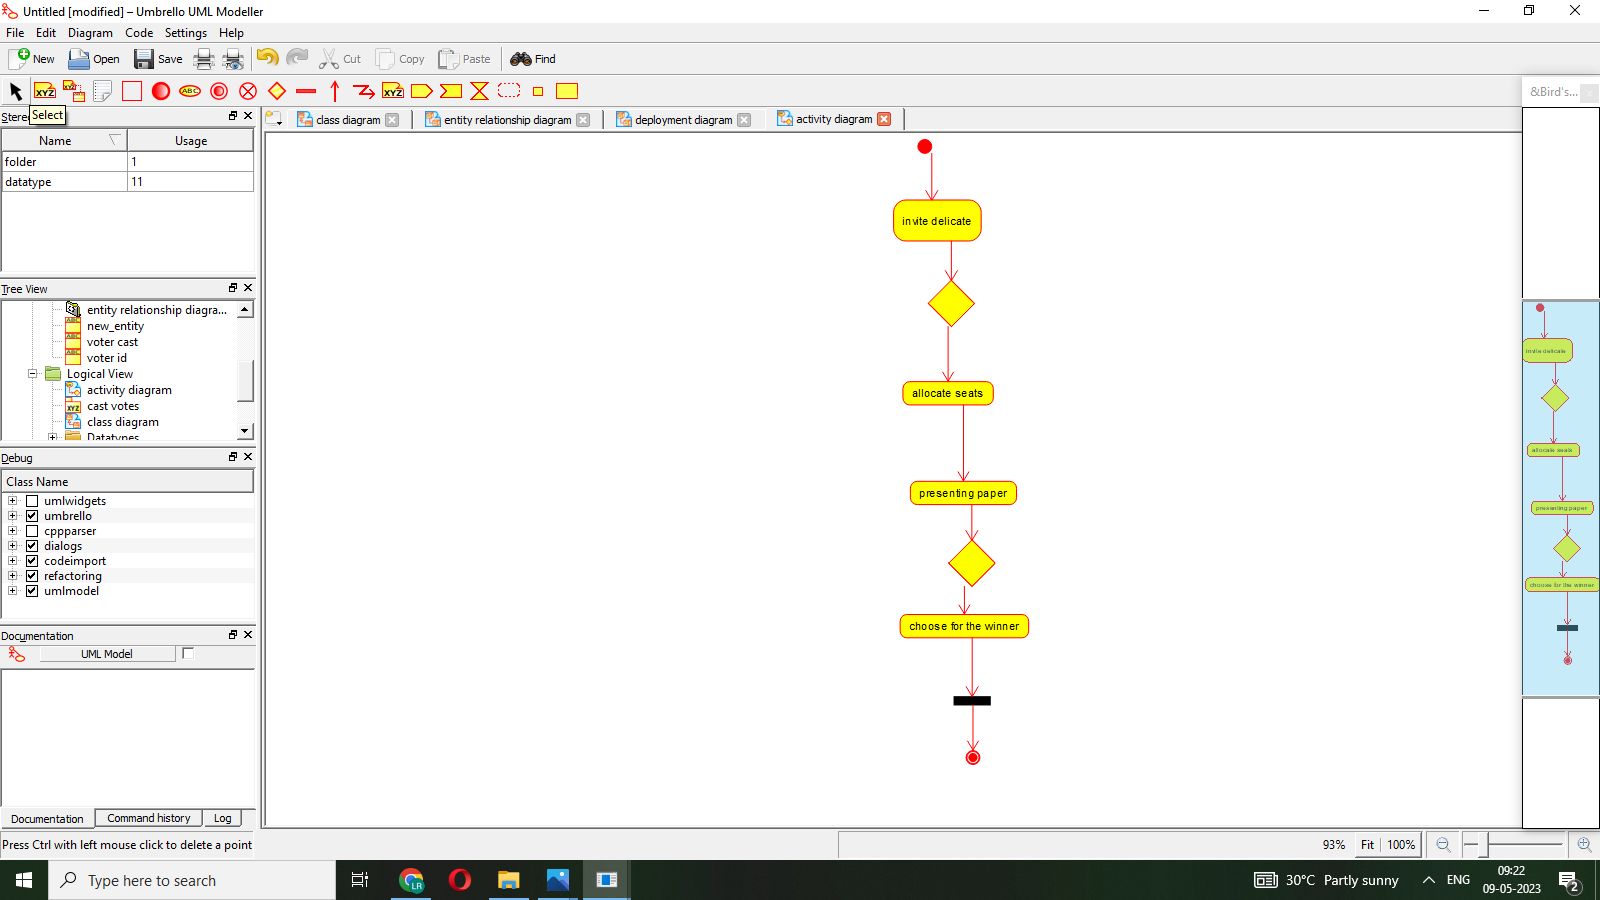 Untitled [modified] – Umbrello UML Modeller
File Edit Diagram Code Settings Help
New Open Save Cut Copy Paste Find
XYZ ABC XYZ
Select
&Bird's...
class diagram entity relationship diagram deployment diagram activity diagram
Name Usage
folder 1
datatype 11
Tree View
entity relationship diagra...
new_entity
voter cast
voter id
Logical View
activity diagram
cast votes
class diagram
Datatypes
Debug
Class Name
umlwidgets
umbrello
cppparser
dialogs
codeimport
refactoring
umlmodel
Documentation
UML Model
Documentation Command history Log
Press Ctrl with left mouse click to delete a point
invite delicate
allocate seats
presenting paper
choose for the winner
invite delicate
allocate seats
presenting paper
choose for the winner
93% Fit 100%
Type here to search
LR
30°C Partly sunny
ENG
09:22
09-05-2023
2